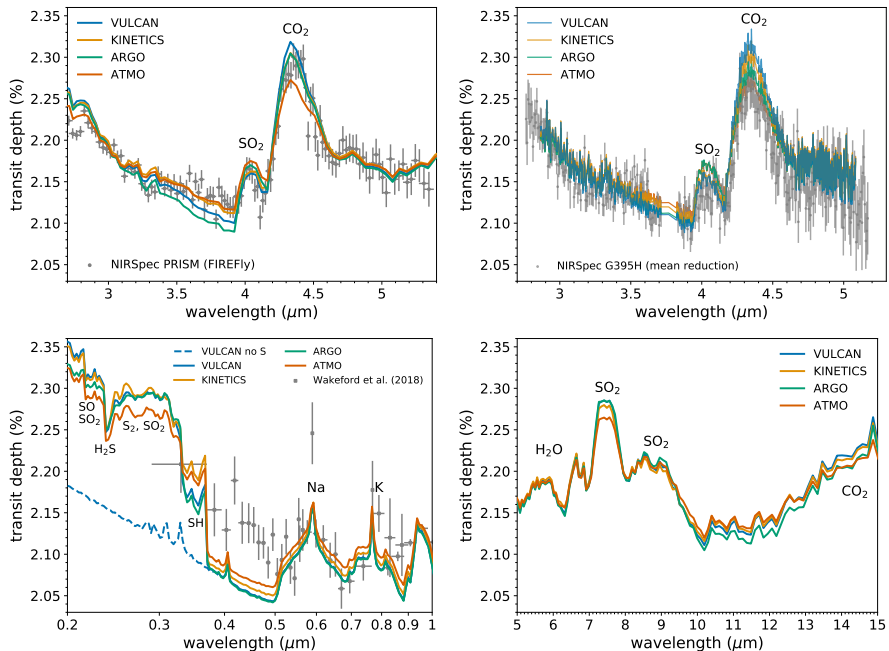 2.35
2.30
2.25
2.20
2.15
2.10
2.05
transit depth (%)
VULCAN
KINETICS
ARGO
ATMO
CO2
SO2
NIRSpec PRISM (FIREFly)
3
3.5
4
4.5
5
wavelength (μm)
2.35
2.30
2.25
2.20
2.15
2.10
2.05
transit depth (%)
VULCAN
KINETICS
ARGO
ATMO
CO2
SO2
NIRSpec G395H (mean reduction)
3
3.5
4
4.5
5
wavelength (μm)
2.35
2.30
2.25
2.20
2.15
2.10
2.05
transit depth (%)
VULCAN no S
VULCAN
KINETICS
ARGO
ATMO
Wakeford et al. (2018)
SO
SO2
H2S
S2, SO2
SH
Na
K
0.2
0.3
0.4
0.5
0.6
0.7
0.8
0.9
1
wavelength (μm)
2.35
2.30
2.25
2.20
2.15
2.10
2.05
transit depth (%)
VULCAN
KINETICS
ARGO
ATMO
H2O
SO2
SO2
CO2
5
6
7
8
9
10
11
12
13
14
15
wavelength (μm)